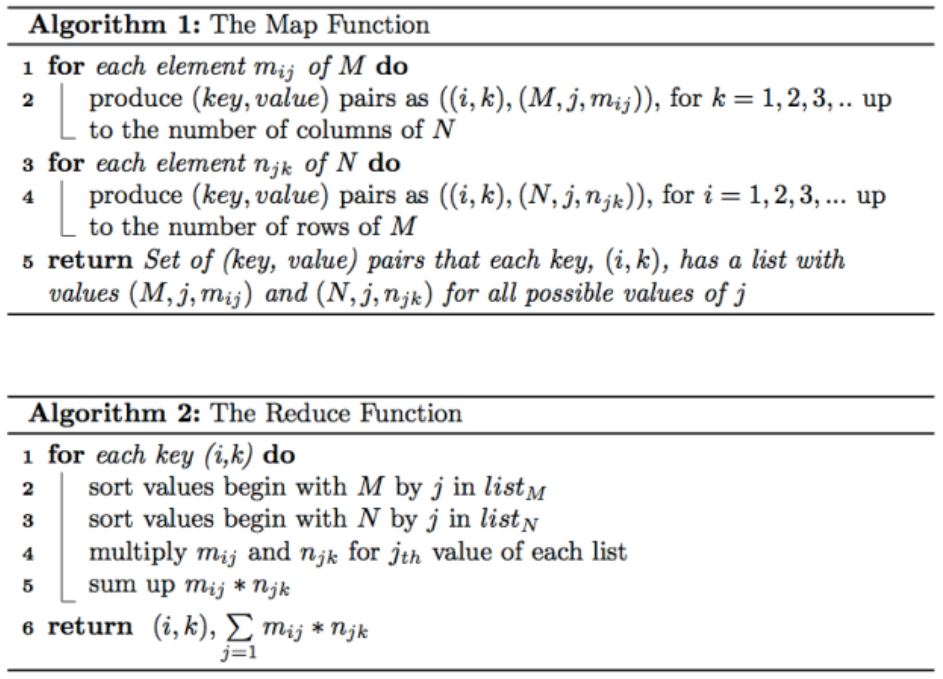 Algorithm 1: The Map Function
1 for each element m_{ij} of M do
2 produce (key, value) pairs as ((i, k), (M, j, m_{ij})), for k = 1, 2, 3, .. up
to the number of columns of N
3 for each element n_{jk} of N do
4 produce (key, value) pairs as ((i, k), (N, j, n_{jk})), for i = 1, 2, 3, ... up
to the number of rows of M
5 return Set of (key, value) pairs that each key, (i, k), has a list with
values (M, j, m_{ij}) and (N, j, n_{jk}) for all possible values of j
Algorithm 2: The Reduce Function
1 for each key (i,k) do
2 sort values begin with M by j in list_M
3 sort values begin with N by j in list_N
4 multiply m_{ij} and n_{jk} for j_{th} value of each list
5 sum up m_{ij} * n_{jk}
6 return (i, k), ∑_{j=1} m_{ij} * n_{jk}